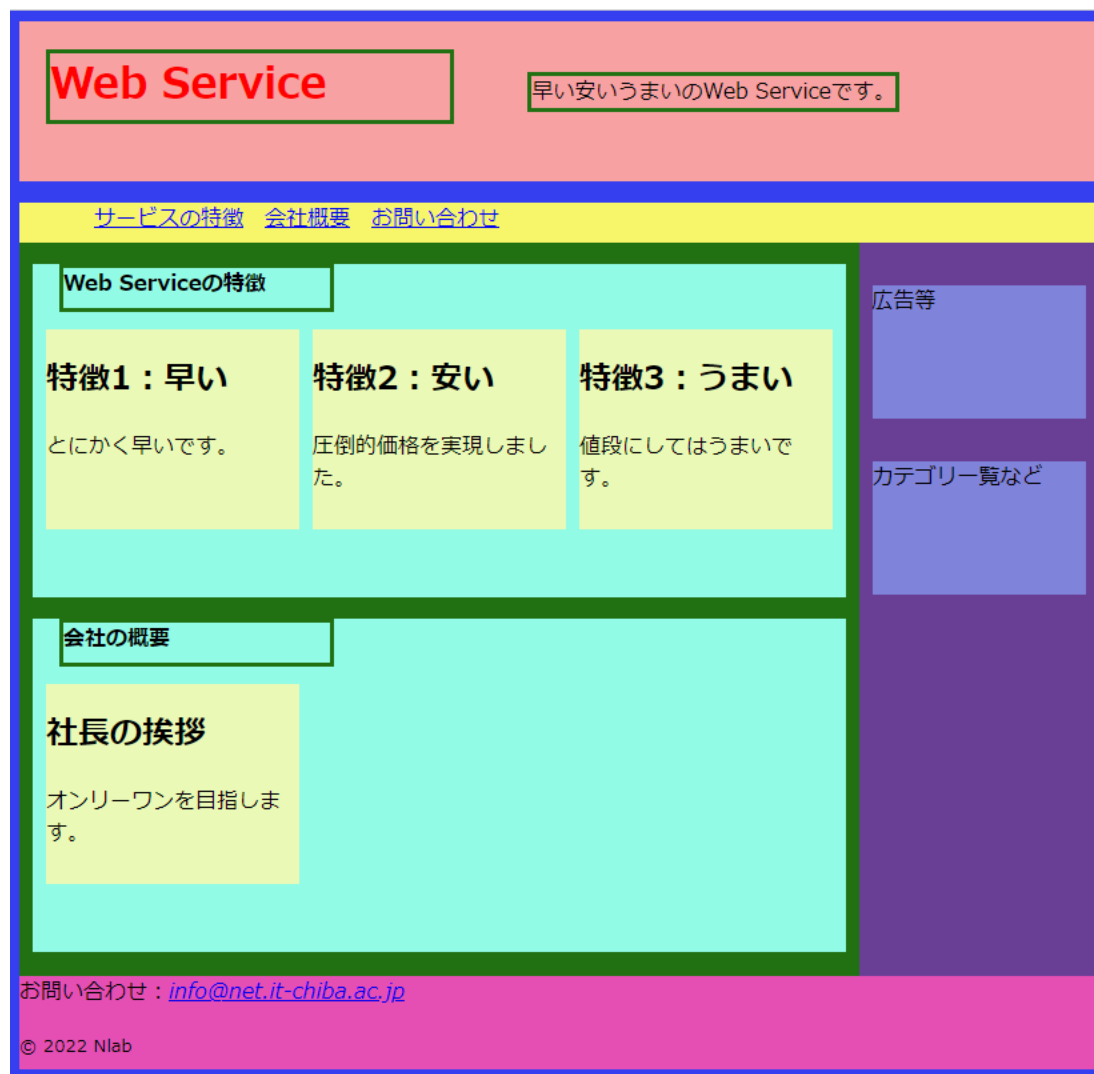 Web Service
早い安いうまいのWeb Serviceです。
サービスの特徴 会社概要 お問い合わせ
Web Serviceの特徴
特徴1：早い
とにかく早いです。
特徴2：安い
圧倒的価格を実現しまし
た。
特徴3：うまい
値段にしてはうまいで
す。
会社の概要
社長の挨拶
オンリーワンを目指しま
す。
広告等
カテゴリー覧など
お問い合わせ：info@net.it-chiba.ac.jp
© 2022 Nlab